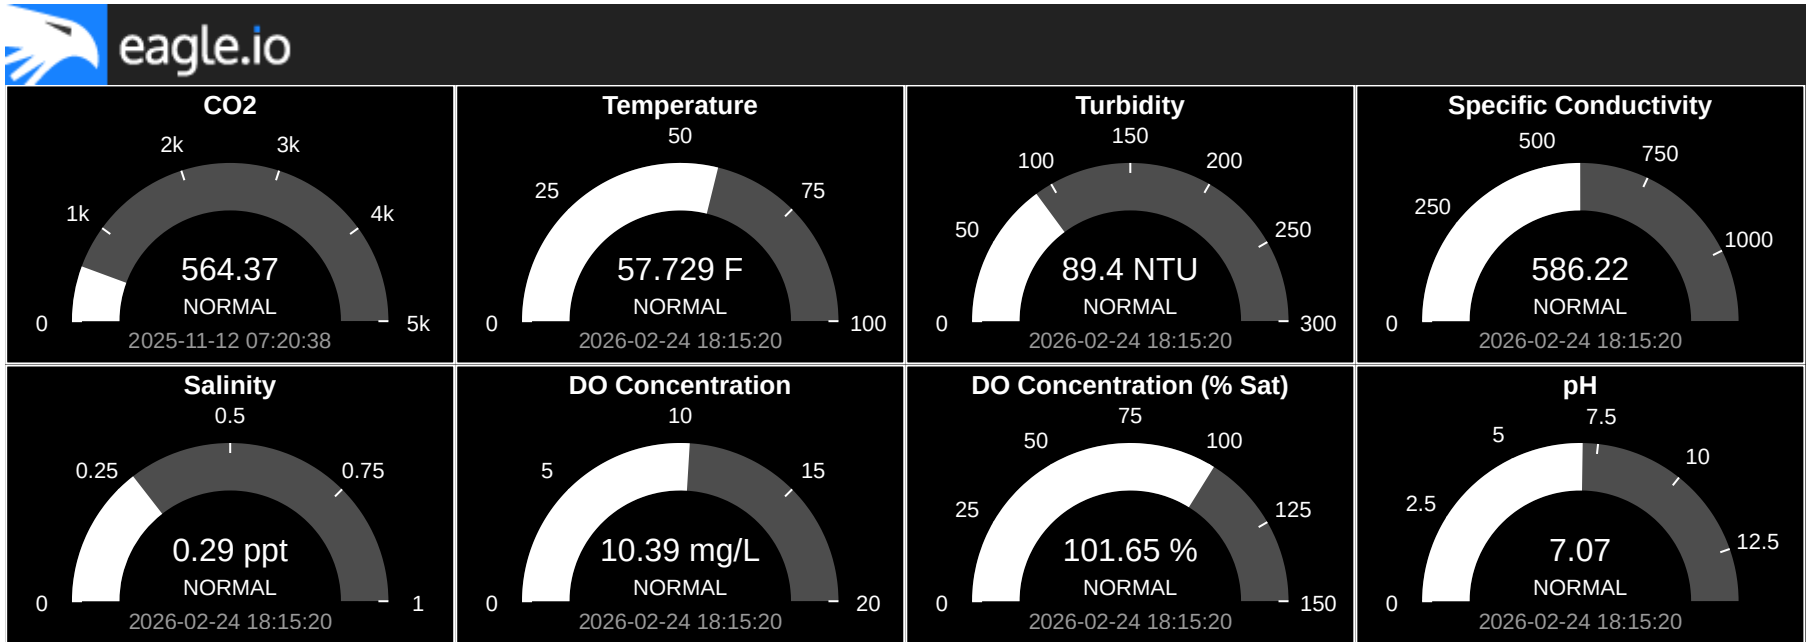 eagle.io
CO2
2k
3k
1k
4k
0
5k
564.37
NORMAL
2025-11-12 07:20:38
Temperature
50
25
75
0
100
57.729 F
NORMAL
2026-02-24 18:15:20
Turbidity
150
100
200
50
250
0
300
89.4 NTU
NORMAL
2026-02-24 18:15:20
Specific Conductivity
500
750
250
1000
0
586.22
NORMAL
2026-02-24 18:15:20
Salinity
0.5
0.25
0.75
0
1
0.29 ppt
NORMAL
2026-02-24 18:15:20
DO Concentration
10
5
15
0
20
10.39 mg/L
NORMAL
2026-02-24 18:15:20
DO Concentration (% Sat)
75
50
100
25
125
0
150
101.65 %
NORMAL
2026-02-24 18:15:20
pH
7.5
5
10
2.5
12.5
0
7.07
NORMAL
2026-02-24 18:15:20